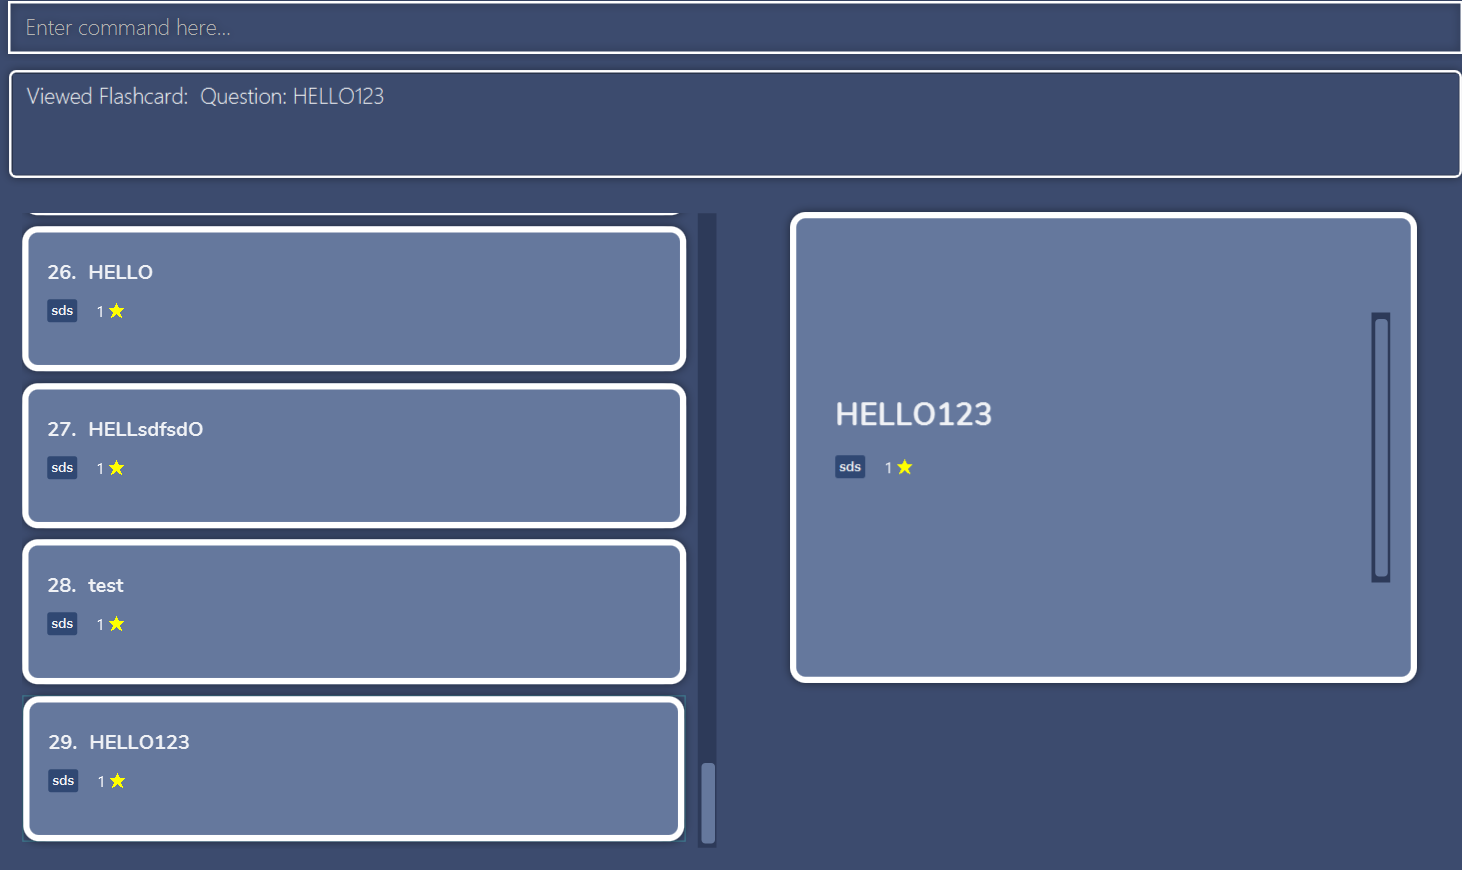 Enter command here...
Viewed Flashcard:  Question: HELLO123
26. HELLO
sds 1
27. HELLsdfsdO
sds 1
28. test
sds 1
29. HELLO123
sds 1
HELLO123
sds 1